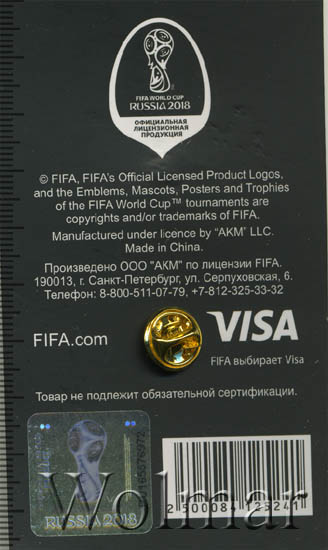 FIFA WORLD CUP
RUSSIA 2018
ОФИЦИАЛЬНАЯ
ЛИЦЕНЗИОННАЯ
ПРОДУКЦИЯ
© FIFA, FIFA's Official Licensed Product Logos,
and the Emblems, Mascots, Posters and Trophies
of the FIFA World Cup™ tournaments are
copyrights and/or trademarks of FIFA.
Manufactured under licence by "AKM" LLC.
Made in China.
Произведено ООО "АКМ" по лицензии FIFA.
190013, г. Санкт-Петербург, ул. Серпуховская, 6.
Телефон: 8-800-511-07-79, +7-812-325-33-32
FIFA.com
VISA
FIFA выбирает Visa
Товар не подлежит обязательной сертификации.
RUSSIA 2018
2 500084 125241
Wolmar